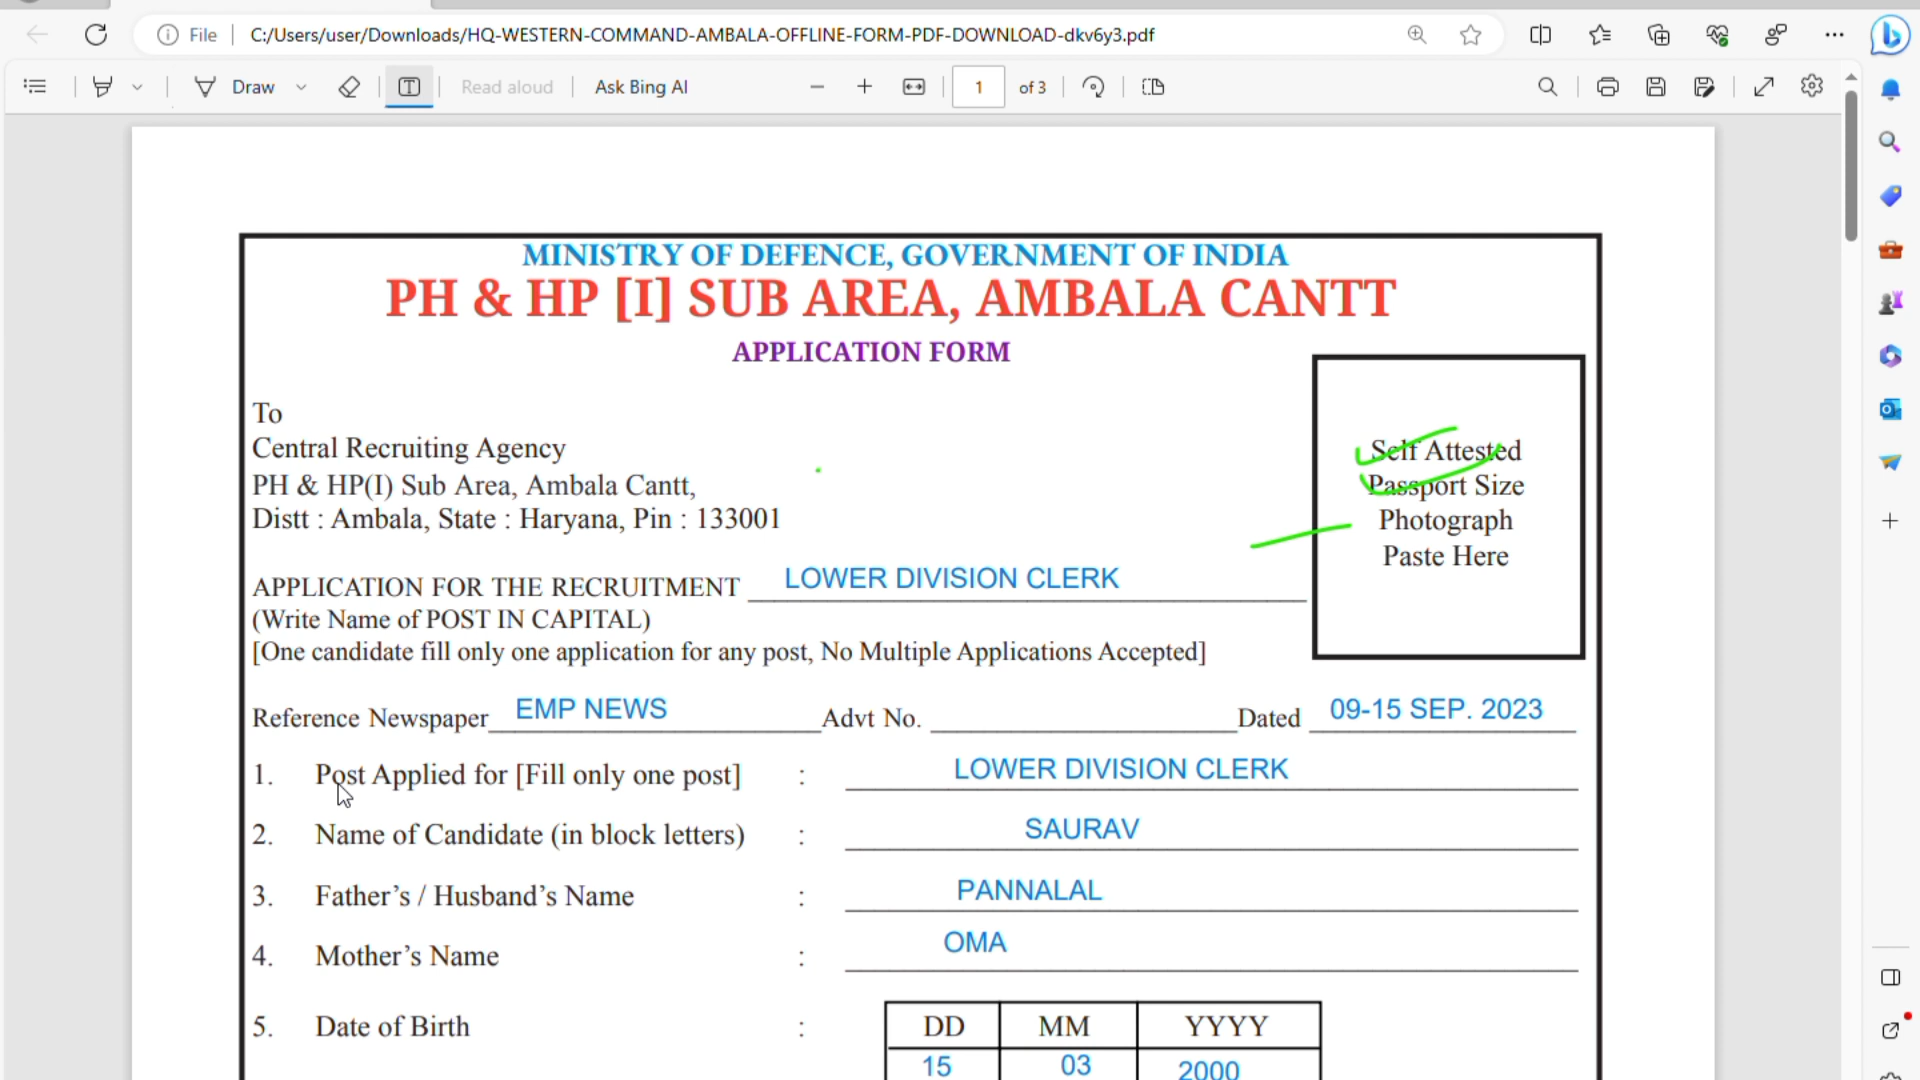 File
C:/Users/user/Downloads/HQ-WESTERN-COMMAND-AMBALA-OFFLINE-FORM-PDF-DOWNLOAD-dkv6y3.pdf
Draw
Read aloud
Ask Bing AI
1 of 3
MINISTRY OF DEFENCE, GOVERNMENT OF INDIA
PH & HP [I] SUB AREA, AMBALA CANTT
APPLICATION FORM
To
Central Recruiting Agency
PH & HP(I) Sub Area, Ambala Cantt,
Distt : Ambala, State : Haryana, Pin : 133001
Self Attested
Passport Size
Photograph
Paste Here
APPLICATION FOR THE RECRUITMENT LOWER DIVISION CLERK
(Write Name of POST IN CAPITAL)
[One candidate fill only one application for any post, No Multiple Applications Accepted]
Reference Newspaper EMP NEWS Advt No. Dated 09-15 SEP. 2023
1. Post Applied for [Fill only one post] : LOWER DIVISION CLERK
2. Name of Candidate (in block letters) : SAURAV
3. Father's / Husband's Name : PANNALAL
4. Mother's Name : OMA
5. Date of Birth : DD MM YYYY
15 03 2000